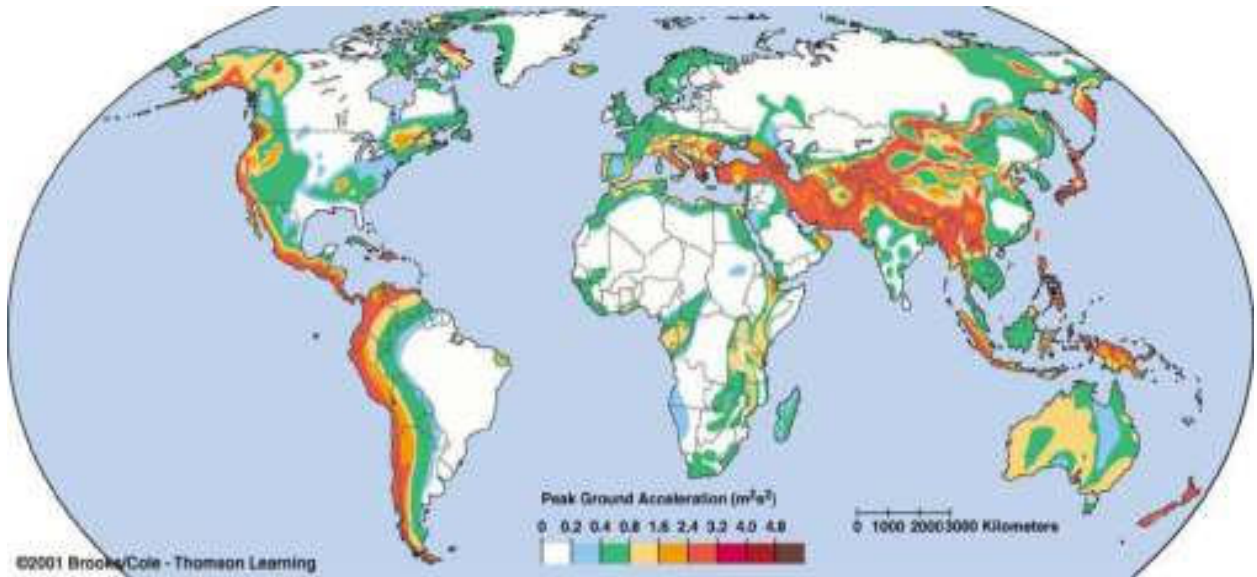 Peak Ground Acceleration (m²s²)
0 0.2 0.4 0.8 1.6 2.4 3.2 4.0 4.8
0 1000 2000 3000 Kilometers
©2001 Brooks/Cole - Thomson Learning